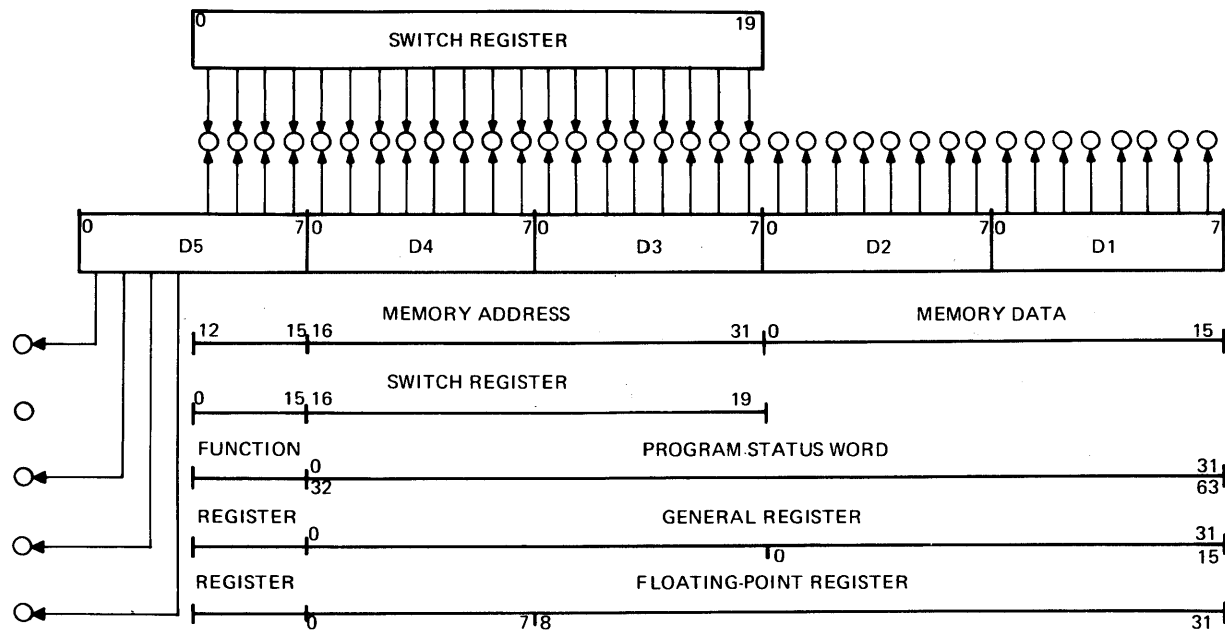 0 19
SWITCH REGISTER
0 7 0 7 0 7 0 7 0 7
D5 D4 D3 D2 D1
MEMORY ADDRESS MEMORY DATA
12 15 16 31 0 15
SWITCH REGISTER
0 15 16 19
FUNCTION PROGRAM STATUS WORD
0 31
32 63
REGISTER GENERAL REGISTER
0 31
0 15
REGISTER FLOATING-POINT REGISTER
0 7 8 31